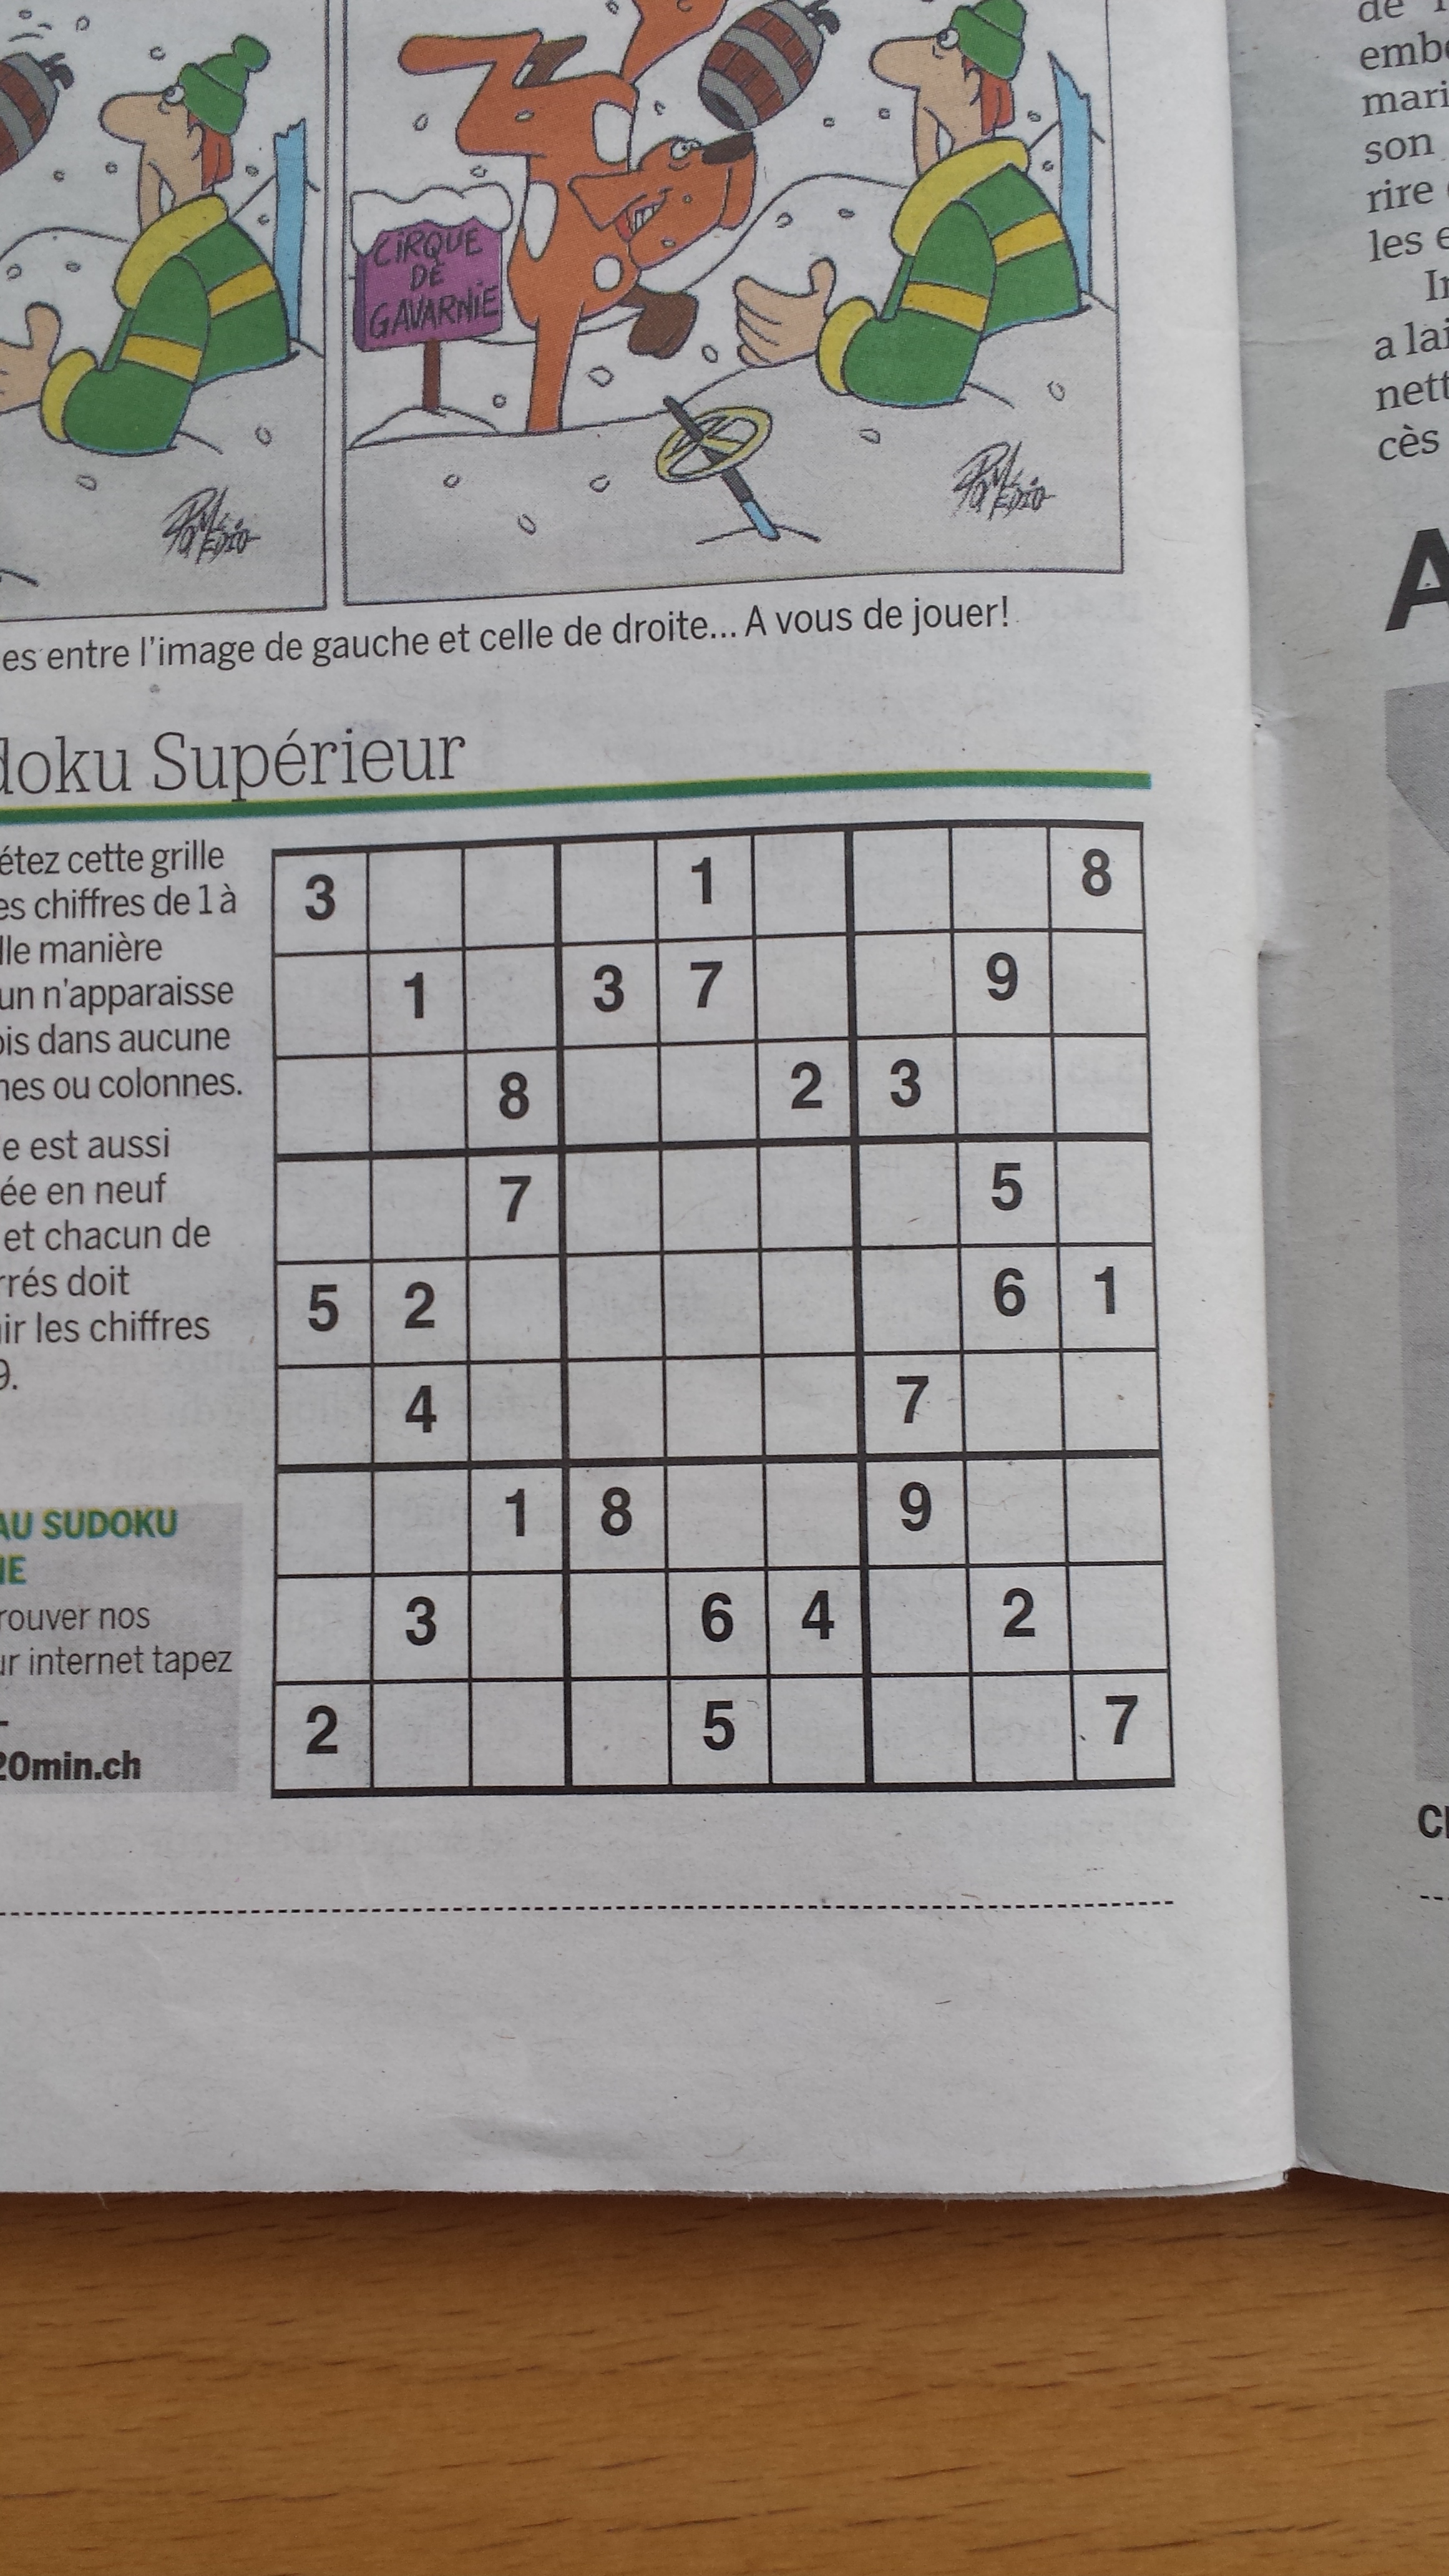 CIRQUE
DE
GAVARNIE
es entre l'image de gauche et celle de droite... A vous de jouer!
doku Supérieur
étez cette grille
es chiffres de 1 à
lle manière
un n'apparaisse
ois dans aucune
nes ou colonnes.
e est aussi
ée en neuf
et chacun de
rrés doit
ir les chiffres
9.
AU SUDOKU
NE
rouver nos
ur internet tapez
20min.ch
3 1 8
1 3 7 9
8 2 3
7 5
5 2 6 1
4 7
1 8 9
3 6 4 2
2 5 7
de
emb
mari
son
rire
les e
a lai
nett
cès
A